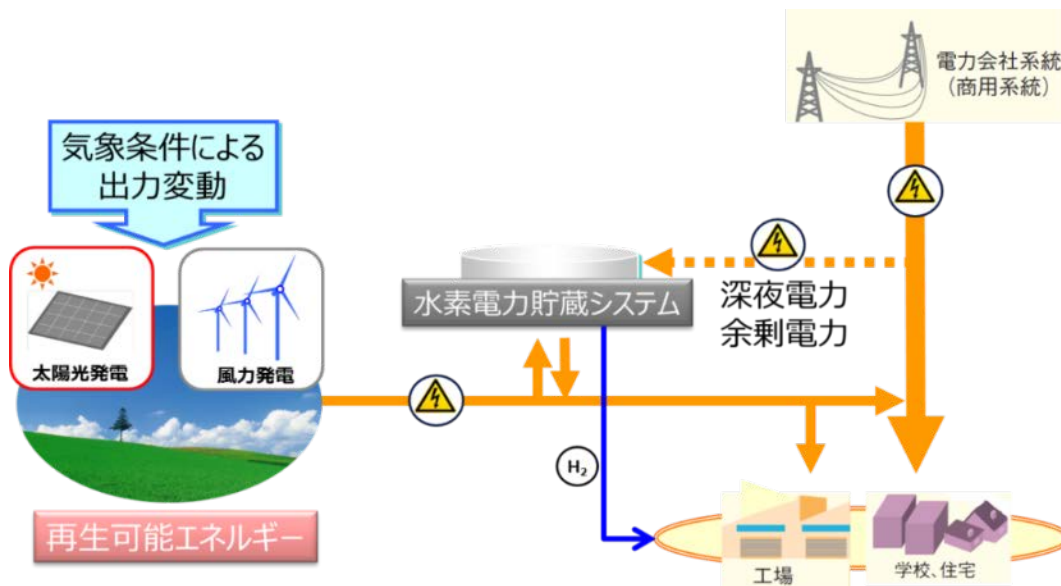 電力会社系統
（商用系統）
気象条件による
出力変動
太陽光発電
風力発電
再生可能エネルギー
水素電力貯蔵システム
深夜電力
余剰電力
H₂
工場
学校、住宅